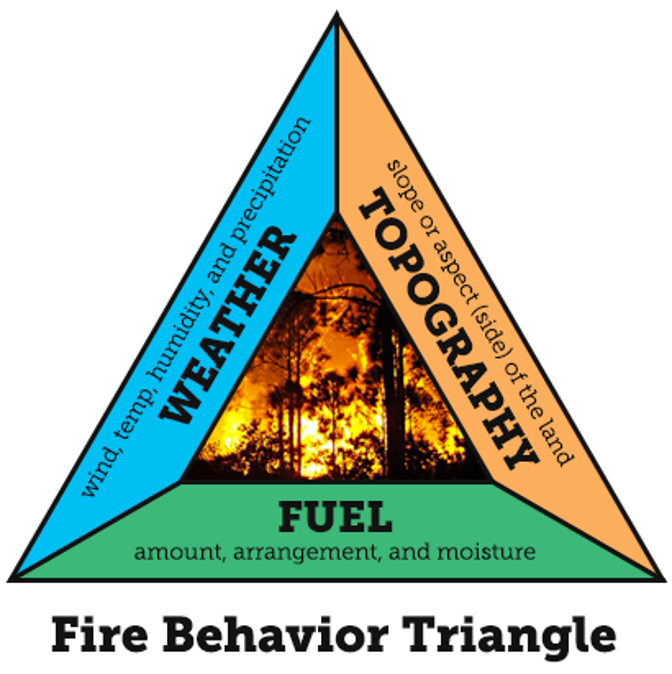 wind, temp, humidity, and precipitation
WEATHER
slope or aspect (side) of the land
TOPOGRAPHY
FUEL
amount, arrangement, and moisture
Fire Behavior Triangle